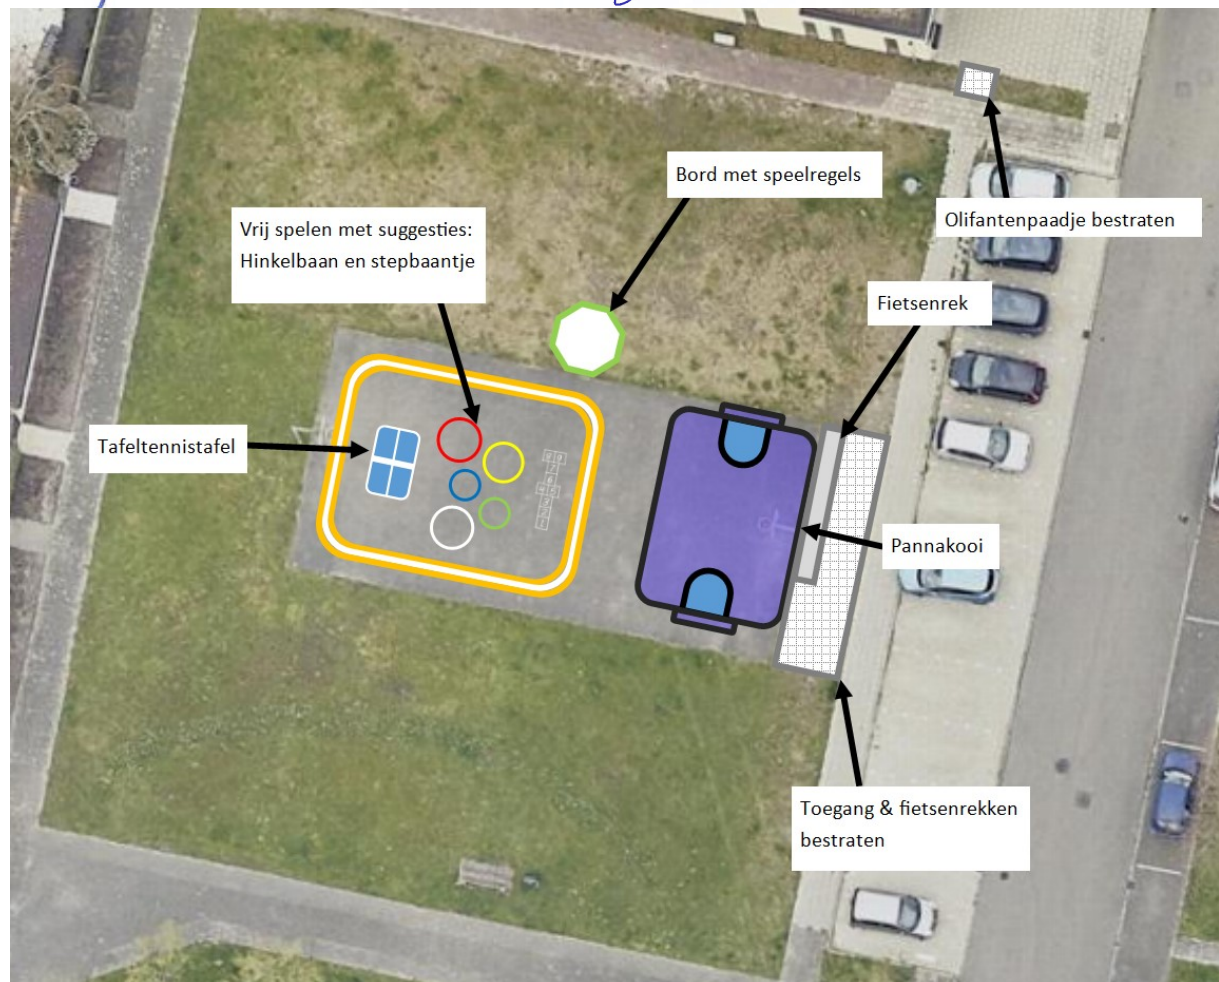 Bord met speelregels
Olifantenpaadje bestraten
Vrij spelen met suggesties:
Hinkelbaan en stepbaantje
Fietsenrek
Tafeltennistafel
Pannakooi
Toegang & fietsenrekken
bestraten